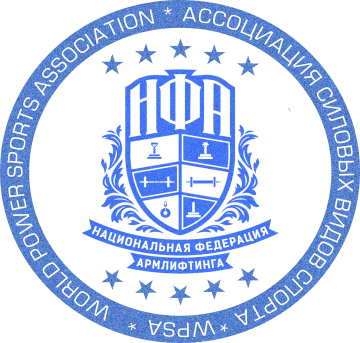 WORLD POWER SPORTS ASSOCIATION * АССОЦИАЦИЯ СИЛОВЫХ ВИДОВ СПОРТА * WPSA *
НФА
НАЦИОНАЛЬНАЯ ФЕДЕРАЦИЯ
АРМЛИФТИНГА